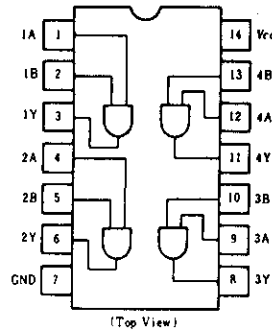 1A 1 14 Vcc
1B 2 13 4B
1Y 3 12 4A
2A 4 11 4Y
2B 5 10 3B
2Y 6 9 3A
GND 7 8 3Y
(Top View)